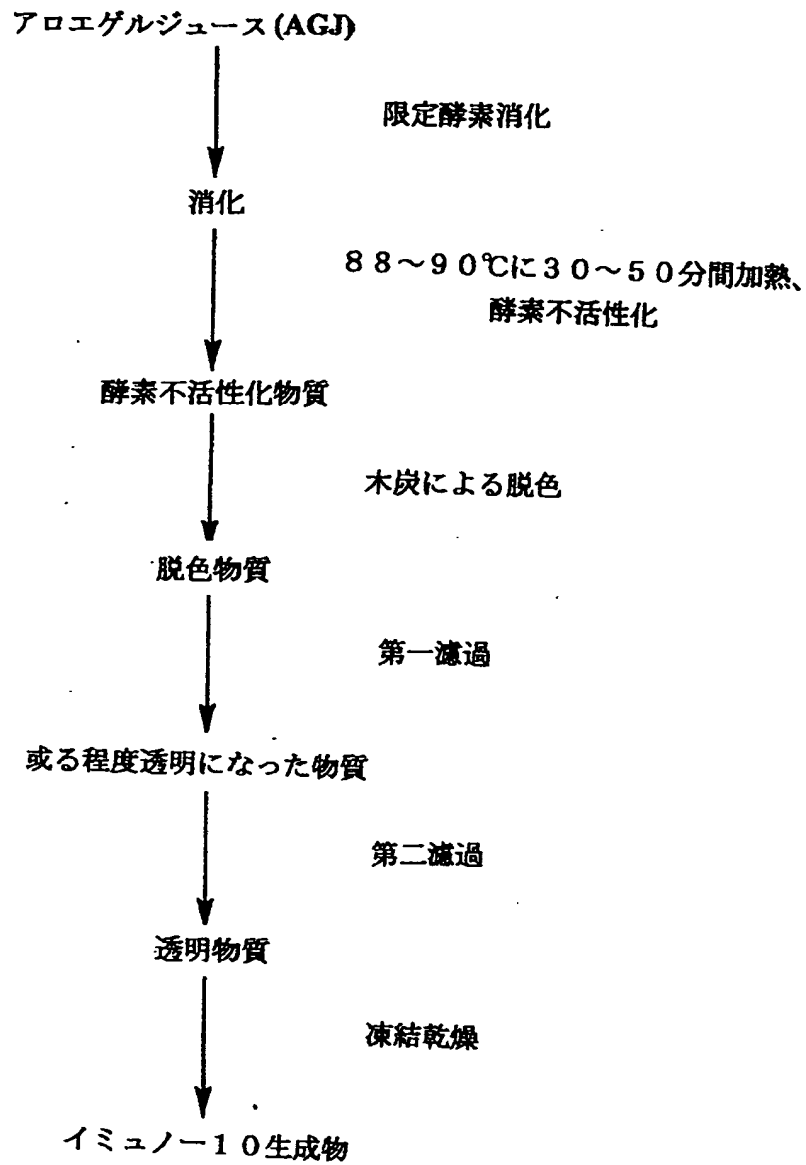 アロエゲルジュース(AGJ)
限定酵素消化
消化
８８～９０℃に３０～５０分間加熱、
酵素不活性化
酵素不活性化物質
木炭による脱色
脱色物質
第一濾過
或る程度透明になった物質
第二濾過
透明物質
凍結乾燥
イミュノー１０生成物